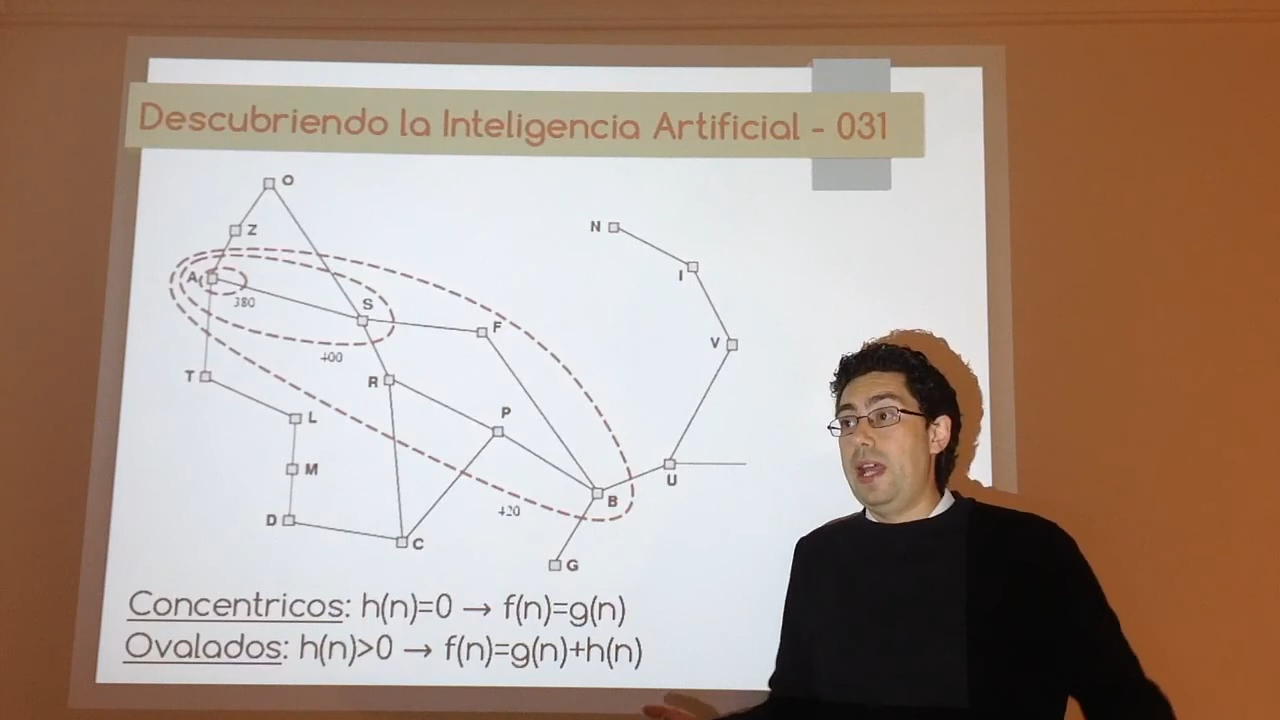 Descubriendo la Inteligencia Artificial - 031
O
Z
N
A
I
380
S
F
V
400
T
R
P
L
M
U
B
420
D
C
G
Concentricos: h(n)=0 → f(n)=g(n)
Ovalados: h(n)>0 → f(n)=g(n)+h(n)